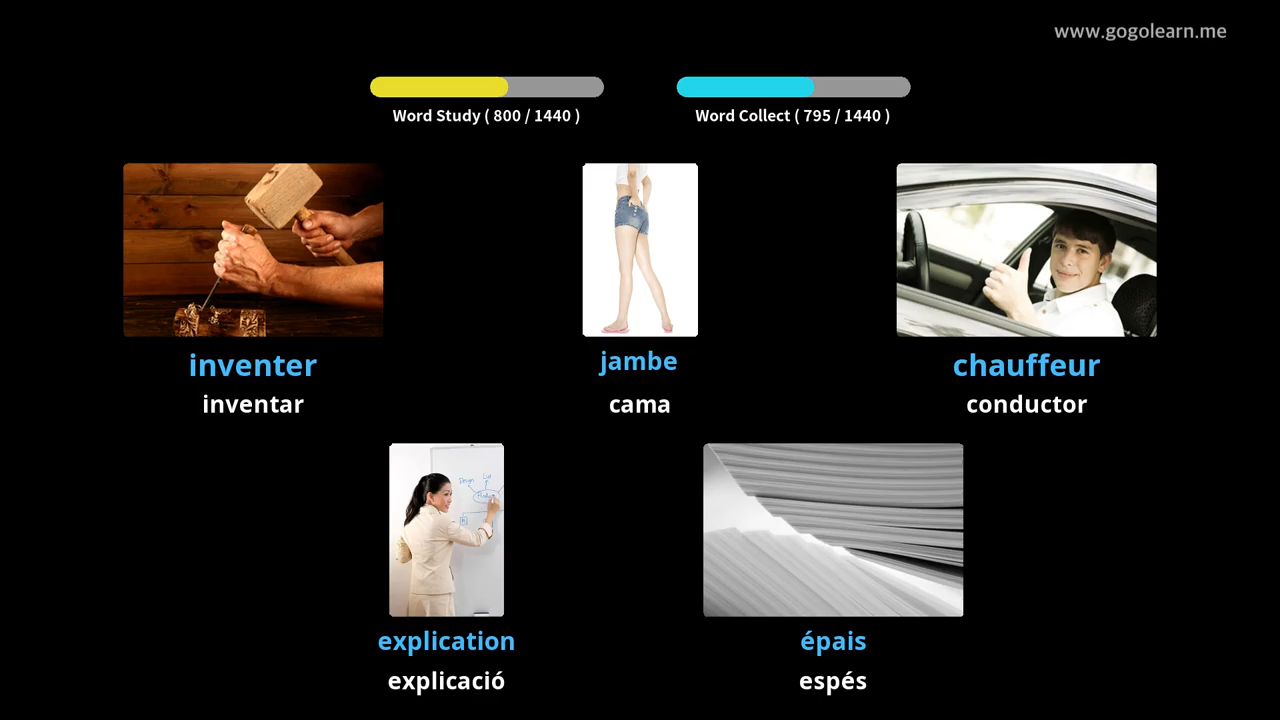 www.gogolearn.me
Word Study ( 800 / 1440 )
Word Collect ( 795 / 1440 )
inventer
inventar
jambe
cama
chauffeur
conductor
explication
explicació
épais
espés